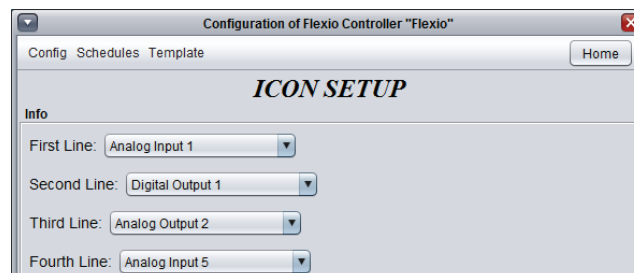 Configuration of Flexio Controller "Flexio"
Config Schedules Template Home
ICON SETUP
Info
First Line: Analog Input 1
Second Line: Digital Output 1
Third Line: Analog Output 2
Fourth Line: Analog Input 5